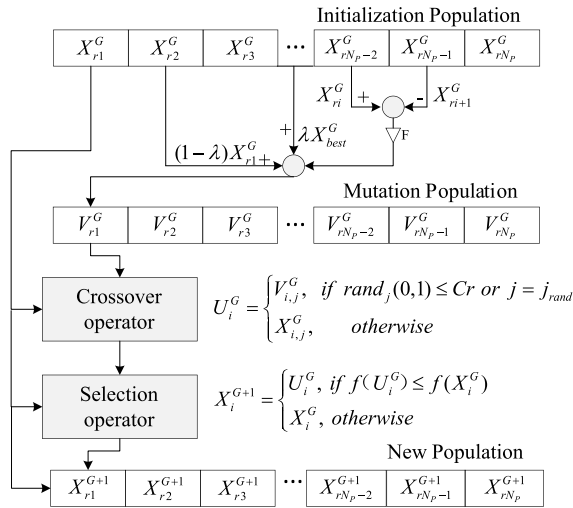 Initialization Population
X_{r1}^{G} X_{r2}^{G} X_{r3}^{G} ... X_{rN_P-2}^{G} X_{rN_P-1}^{G} X_{rN_P}^{G}
X_{ri}^{G} + - X_{ri+1}^{G}
F
+ λX_{best}^{G}
(1-λ)X_{r1}^{G} +
Mutation Population
V_{r1}^{G} V_{r2}^{G} V_{r3}^{G} ... V_{rN_P-2}^{G} V_{rN_P-1}^{G} V_{rN_P}^{G}
Crossover
operator
U_i^G = { V_{i,j}^G, if rand_j(0,1) ≤ Cr or j = j_{rand}
X_{i,j}^G, otherwise
Selection
operator
X_i^{G+1} = { U_i^G, if f(U_i^G) ≤ f(X_i^G)
X_i^G, otherwise
New Population
X_{r1}^{G+1} X_{r2}^{G+1} X_{r3}^{G+1} ... X_{rN_P-2}^{G+1} X_{rN_P-1}^{G+1} X_{rN_P}^{G+1}